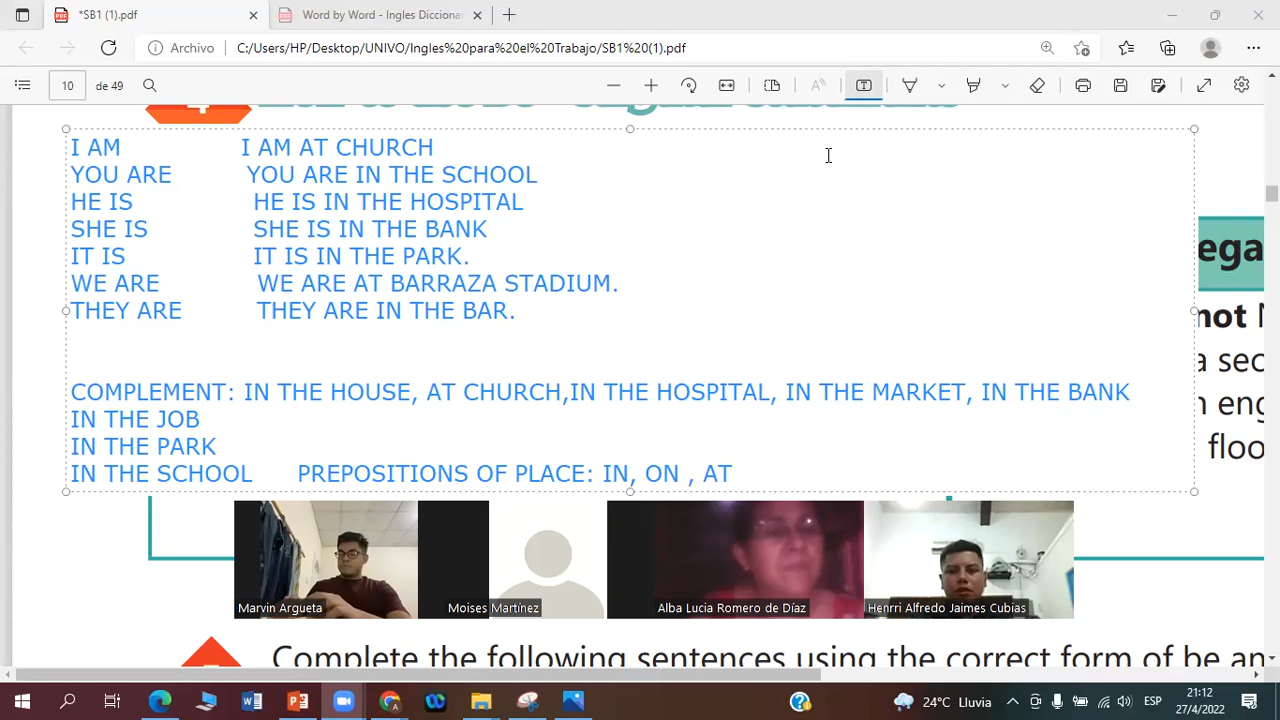 *SB1 (1).pdf
Word by Word - Ingles Dicciona
Archivo C:/Users/HP/Desktop/UNIVO/Ingles%20para%20el%20Trabajo/SB1%20(1).pdf
10 de 49
I AM I AM AT CHURCH
YOU ARE YOU ARE IN THE SCHOOL
HE IS HE IS IN THE HOSPITAL
SHE IS SHE IS IN THE BANK
IT IS IT IS IN THE PARK.
WE ARE WE ARE AT BARRAZA STADIUM.
THEY ARE THEY ARE IN THE BAR.
ega
not
a sec
n eng
floo
COMPLEMENT: IN THE HOUSE, AT CHURCH,IN THE HOSPITAL, IN THE MARKET, IN THE BANK
IN THE JOB
IN THE PARK
IN THE SCHOOL PREPOSITIONS OF PLACE: IN, ON , AT
Marvin Argueta
Moises Martínez
Alba Lucia Romero de Díaz
Henrri Alfredo Jaimes Cubias
Complete the following sentences using the correct form of be an
24°C Lluvia
ESP
21:12
27/4/2022